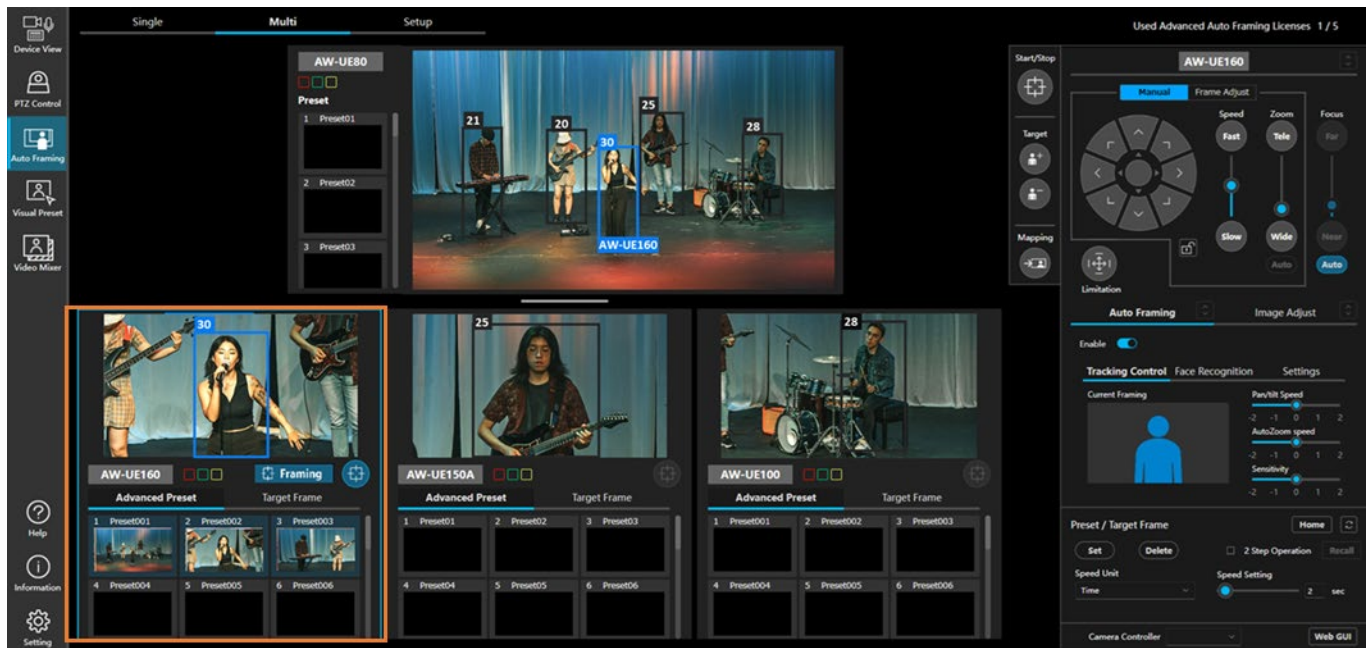 Single Multi Setup
Used Advanced Auto Framing Licenses 1 / 5
Device View
PTZ Control
Auto Framing
Visual Preset
Video Mixer
Help
Information
Setting
AW-UE80
Preset
1 Preset01
2 Preset02
3 Preset03
21
20
30
25
28
AW-UE160
Start/Stop
Target
Mapping
30
AW-UE160
Framing
Advanced Preset Target Frame
1 Preset001 2 Preset002 3 Preset003
4 Preset004 5 Preset005 6 Preset006
25
AW-UE150A
Advanced Preset Target Frame
1 Preset01 2 Preset02 3 Preset03
4 Preset04 5 Preset05 6 Preset06
28
AW-UE100
Advanced Preset Target Frame
1 Preset001 2 Preset002 3 Preset003
4 Preset004 5 Preset005 6 Preset006
AW-UE160
Manual Frame Adjust
Speed Zoom Focus
Fast Tele Far
Slow Wide Near
Auto Auto
Limitation
Auto Framing Image Adjust
Enable
Tracking Control Face Recognition Settings
Current Framing
Pan/tilt Speed
-2 -1 0 1 2
AutoZoom speed
-2 -1 0 1 2
Sensitivity
-2 -1 0 1 2
Preset / Target Frame Home
Set Delete 2 Step Operation Recall
Speed Unit Speed Setting
Time 2 sec
Camera Controller Web GUI